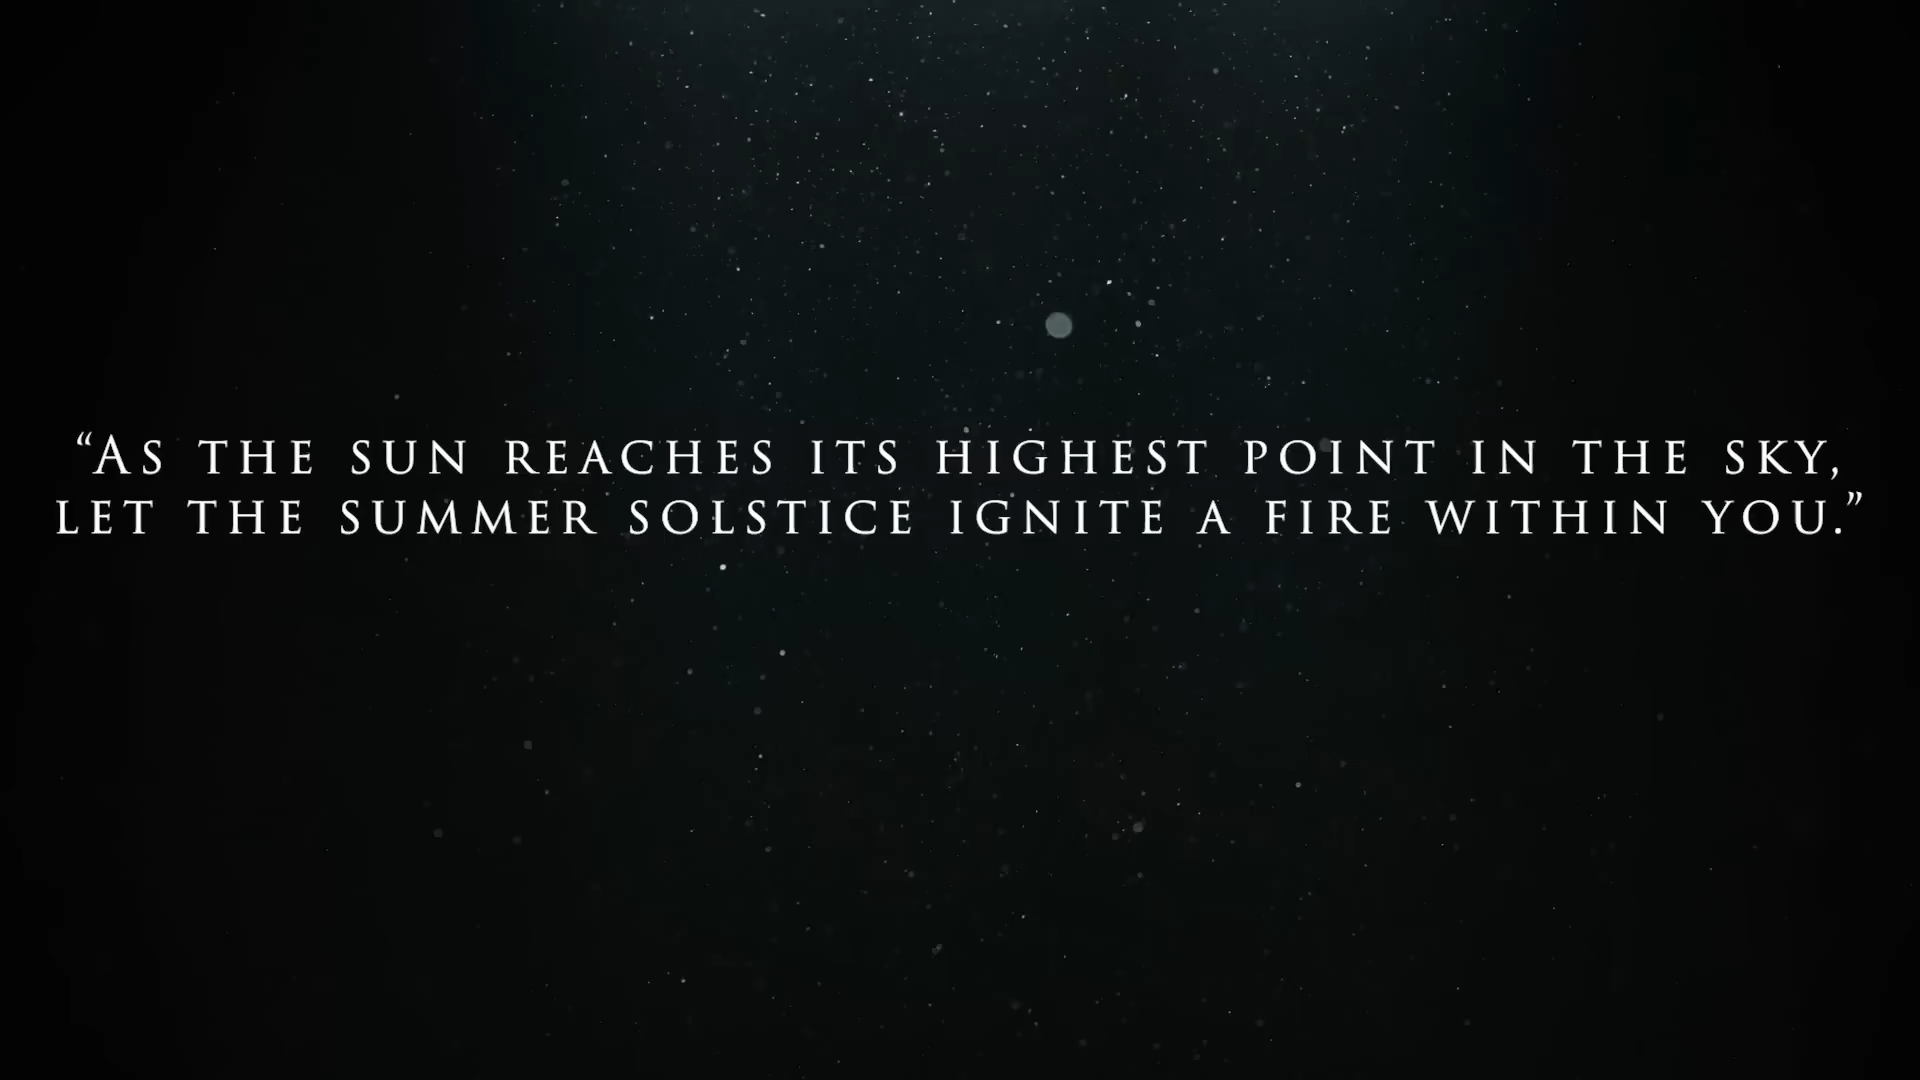 “As the sun reaches its highest point in the sky,
let the summer solstice ignite a fire within you.”